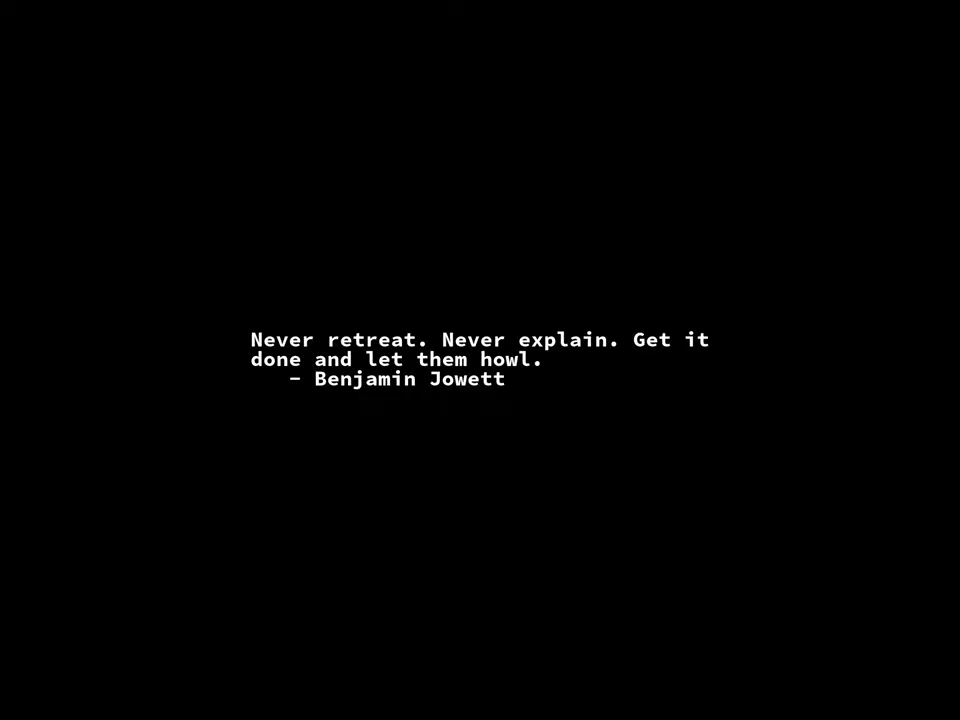 Never retreat. Never explain. Get it
done and let them howl.
– Benjamin Jowett